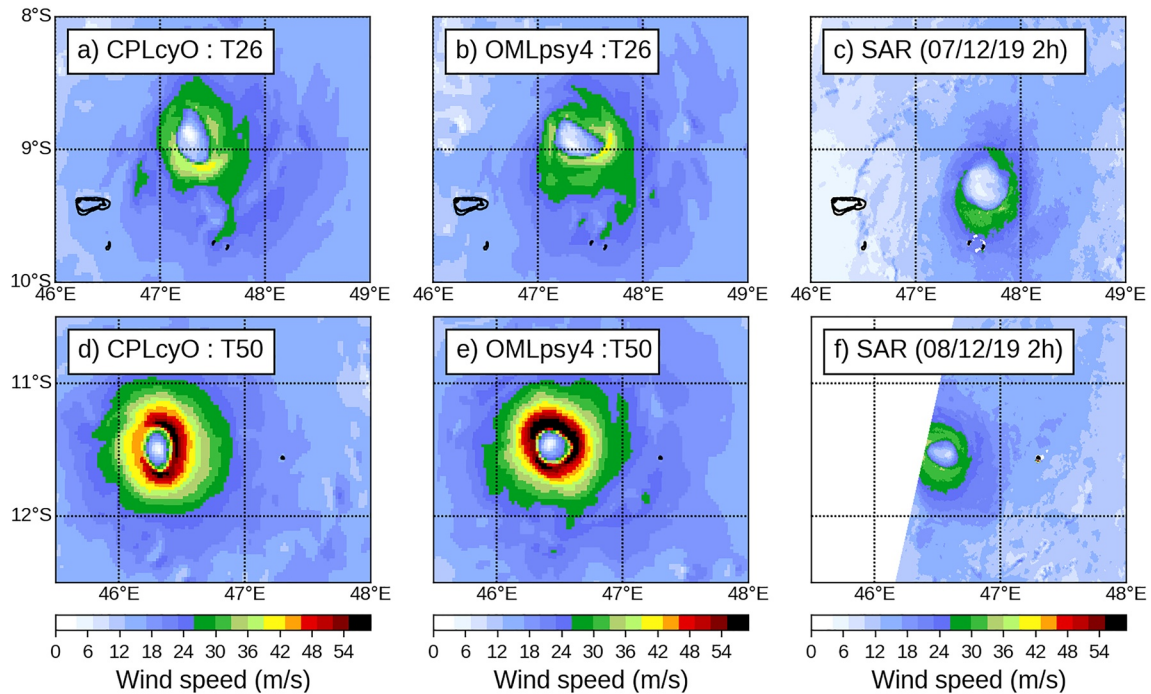 8°S
a) CPLcyO : T26
b) OMLpsy4 :T26
c) SAR (07/12/19 2h)
9°S
10°S
46°E 47°E 48°E 49°E
46°E 47°E 48°E 49°E
46°E 47°E 48°E 49°E
d) CPLcyO : T50
e) OMLpsy4 :T50
f) SAR (08/12/19 2h)
11°S
12°S
46°E 47°E 48°E
46°E 47°E 48°E
46°E 47°E 48°E
0 6 12 18 24 30 36 42 48 54
0 6 12 18 24 30 36 42 48 54
0 6 12 18 24 30 36 42 48 54
Wind speed (m/s)
Wind speed (m/s)
Wind speed (m/s)